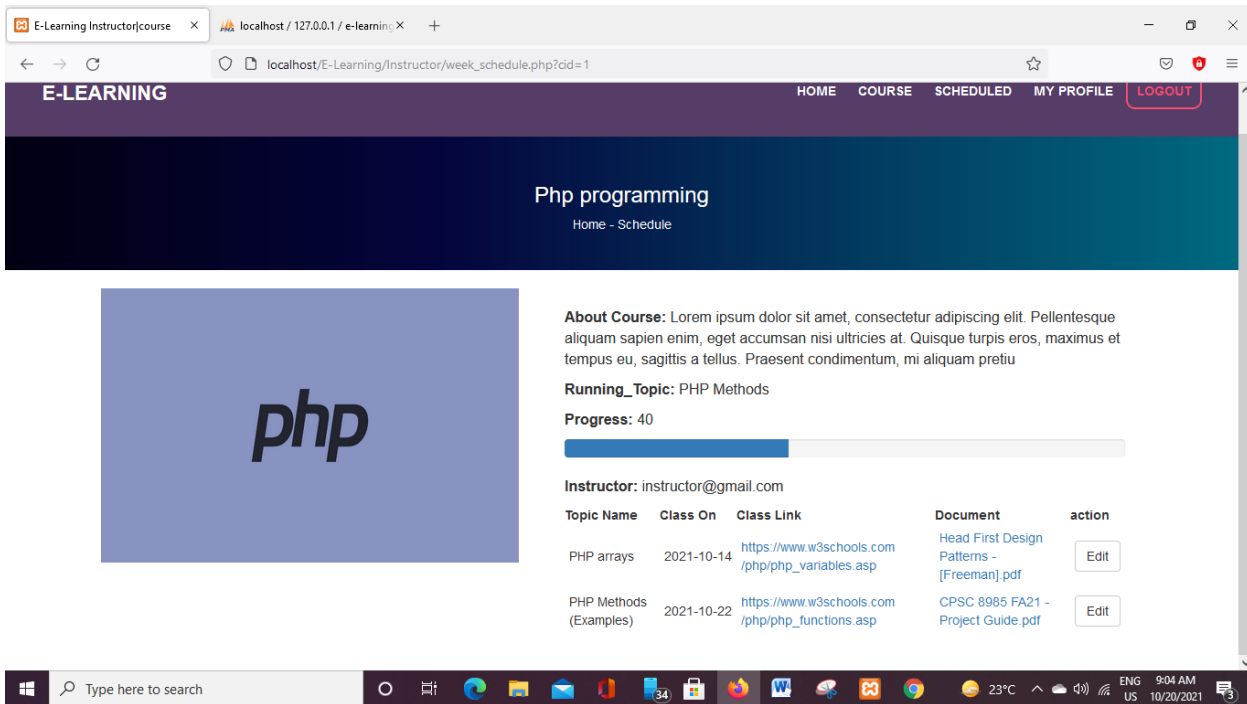 E-Learning Instructor|course
localhost / 127.0.0.1 / e-learning
localhost/E-Learning/Instructor/week_schedule.php?cid=1
E-LEARNING
HOME COURSE SCHEDULED MY PROFILE LOGOUT
Php programming
Home - Schedule
php
About Course: Lorem ipsum dolor sit amet, consectetur adipiscing elit. Pellentesque
aliquam sapien enim, eget accumsan nisi ultricies at. Quisque turpis eros, maximus et
tempus eu, sagittis a tellus. Praesent condimentum, mi aliquam pretiu
Running_Topic: PHP Methods
Progress: 40
Instructor: instructor@gmail.com
Topic Name Class On Class Link Document action
PHP arrays 2021-10-14 https://www.w3schools.com
/php/php_variables.asp
Head First Design
Patterns -
[Freeman].pdf
Edit
PHP Methods
(Examples)
2021-10-22
https://www.w3schools.com
/php/php_functions.asp
CPSC 8985 FA21 -
Project Guide.pdf
Edit
Type here to search
34
23°C
ENG
US
9:04 AM
10/20/2021
3